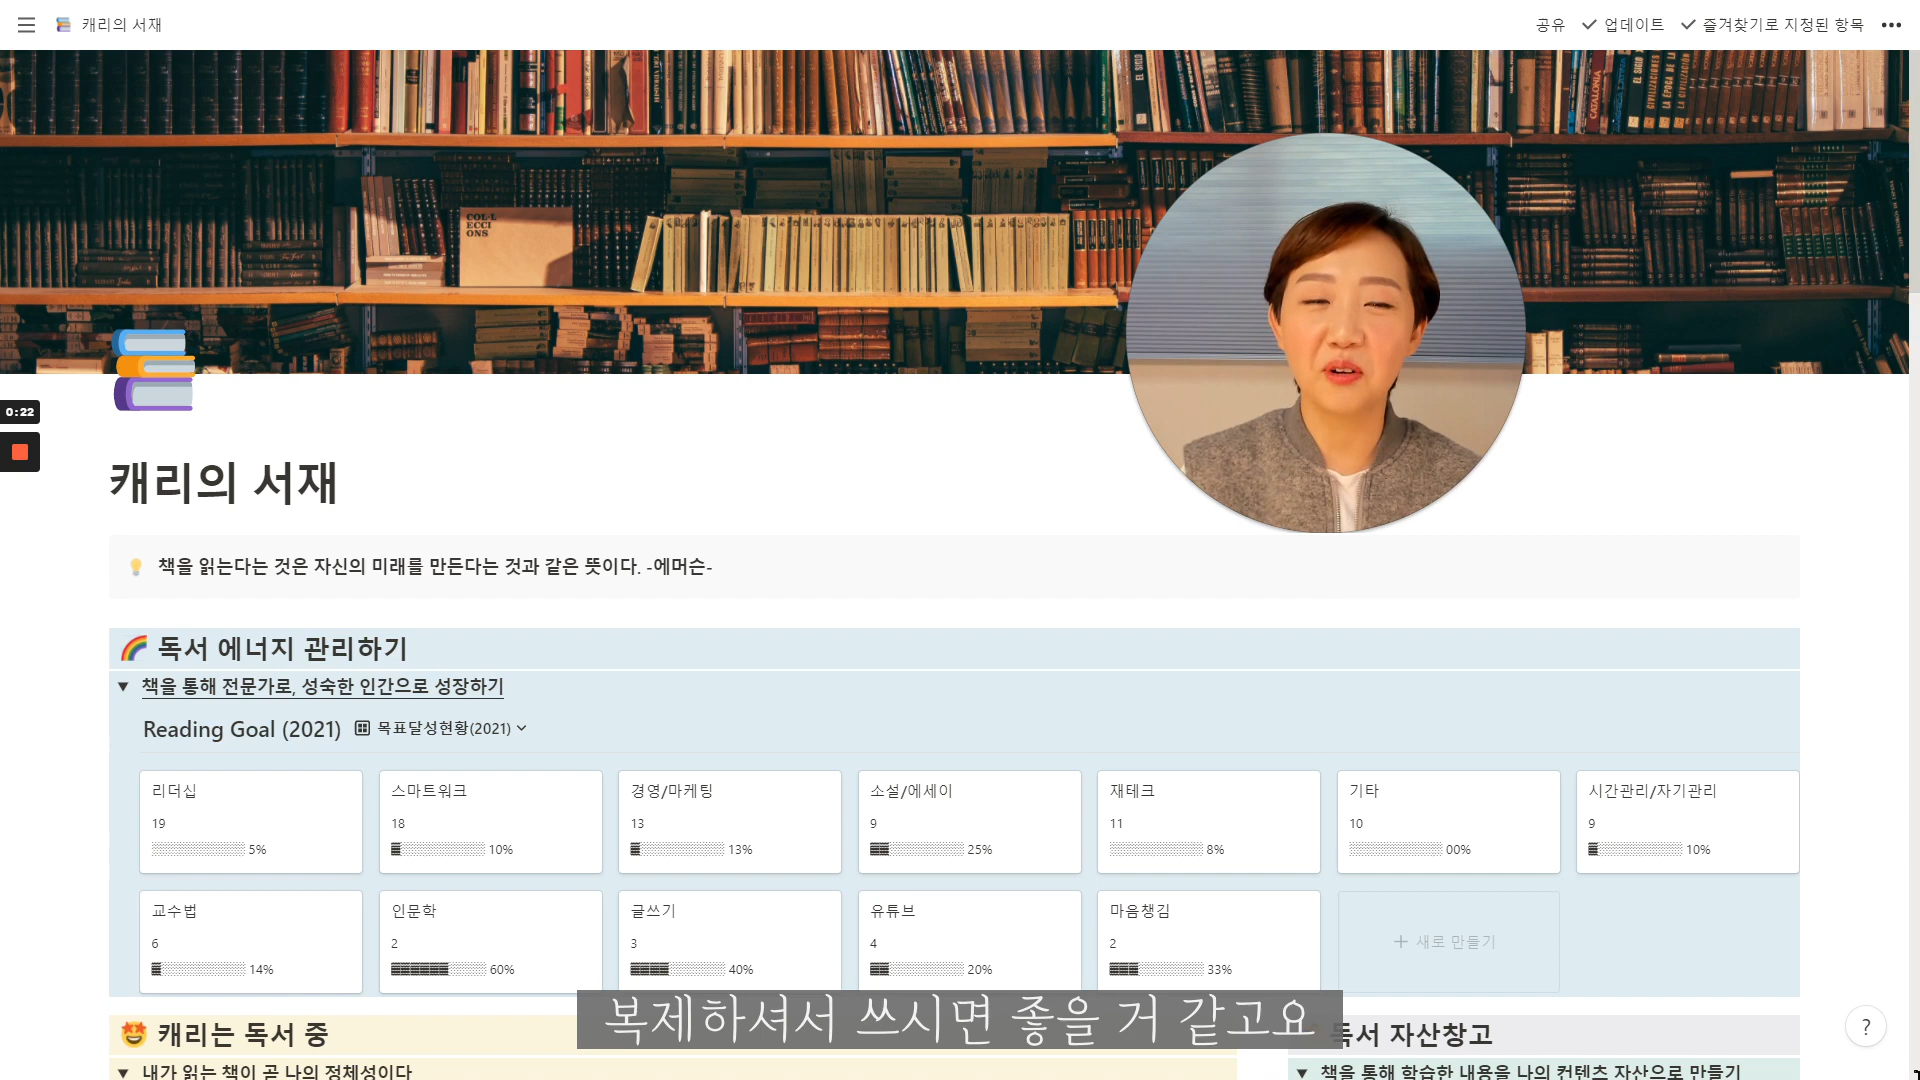 캐리의 서재
공유
업데이트
즐겨찾기로 지정된 항목
EL SIGLO
CATALONIA
COL·L
ECCI
ONS
0:22
캐리의 서재
책을 읽는다는 것은 자신의 미래를 만든다는 것과 같은 뜻이다. -에머슨-
독서 에너지 관리하기
책을 통해 전문가로, 성숙한 인간으로 성장하기
Reading Goal (2021) 목표달성현황(2021)
리더십
19
5%
스마트워크
18
10%
경영/마케팅
13
13%
소설/에세이
9
25%
재테크
11
8%
기타
10
00%
시간관리/자기관리
9
10%
교수법
6
14%
인문학
2
60%
글쓰기
3
40%
유튜브
4
20%
마음챙김
2
33%
+ 새로 만들기
복제하셔서 쓰시면 좋을 거 같고요
캐리는 독서 중
내가 읽는 책이 곧 나의 정체성이다
독서 자산창고
책을 통해 학습한 내용을 나의 컨텐츠 자산으로 만들기
?